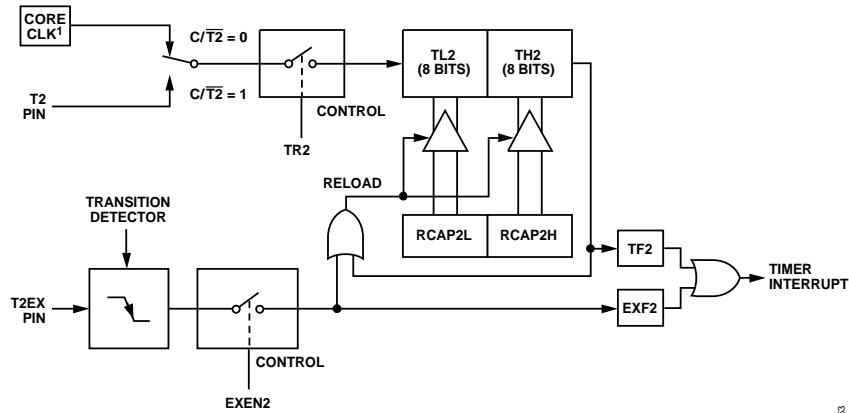 CORE
CLK¹
C/T2̅ = 0
C/T2̅ = 1
T2
PIN
CONTROL
TR2
TL2
(8 BITS)
TH2
(8 BITS)
RELOAD
TRANSITION
DETECTOR
RCAP2L
RCAP2H
TF2
TIMER
INTERRUPT
T2EX
PIN
EXF2
CONTROL
EXEN2